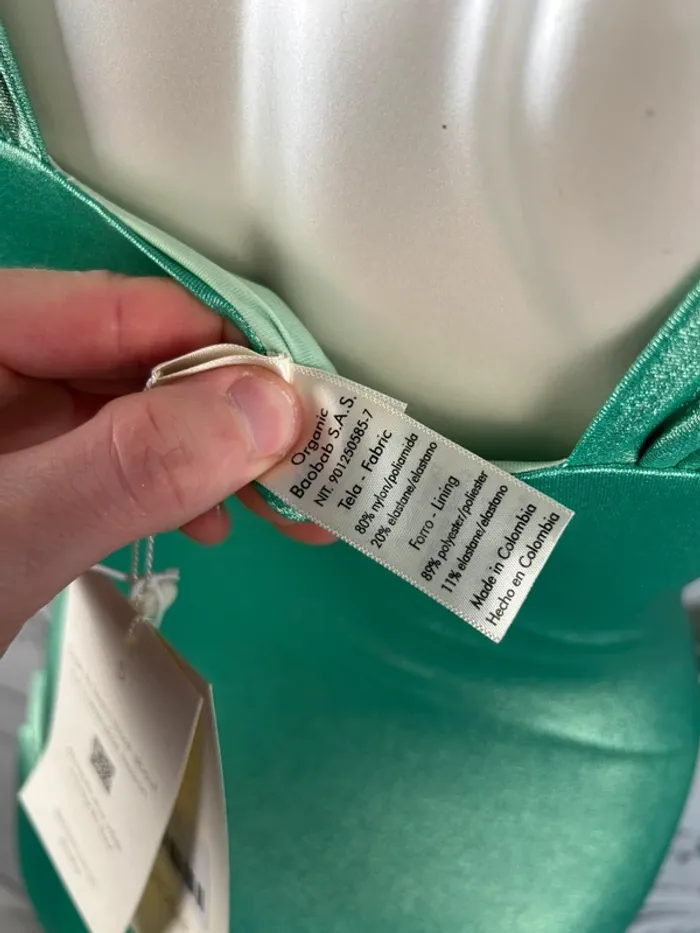 Organic
Baobab S.A.S.
NIT. 901250585-7
Tela - Fabric
80% nylon/poliamida
20% elastane/elastano
Forro - Lining
89% polyester/poliester
11% elastane/elastano
Made in Colombia
Hecho en Colombia